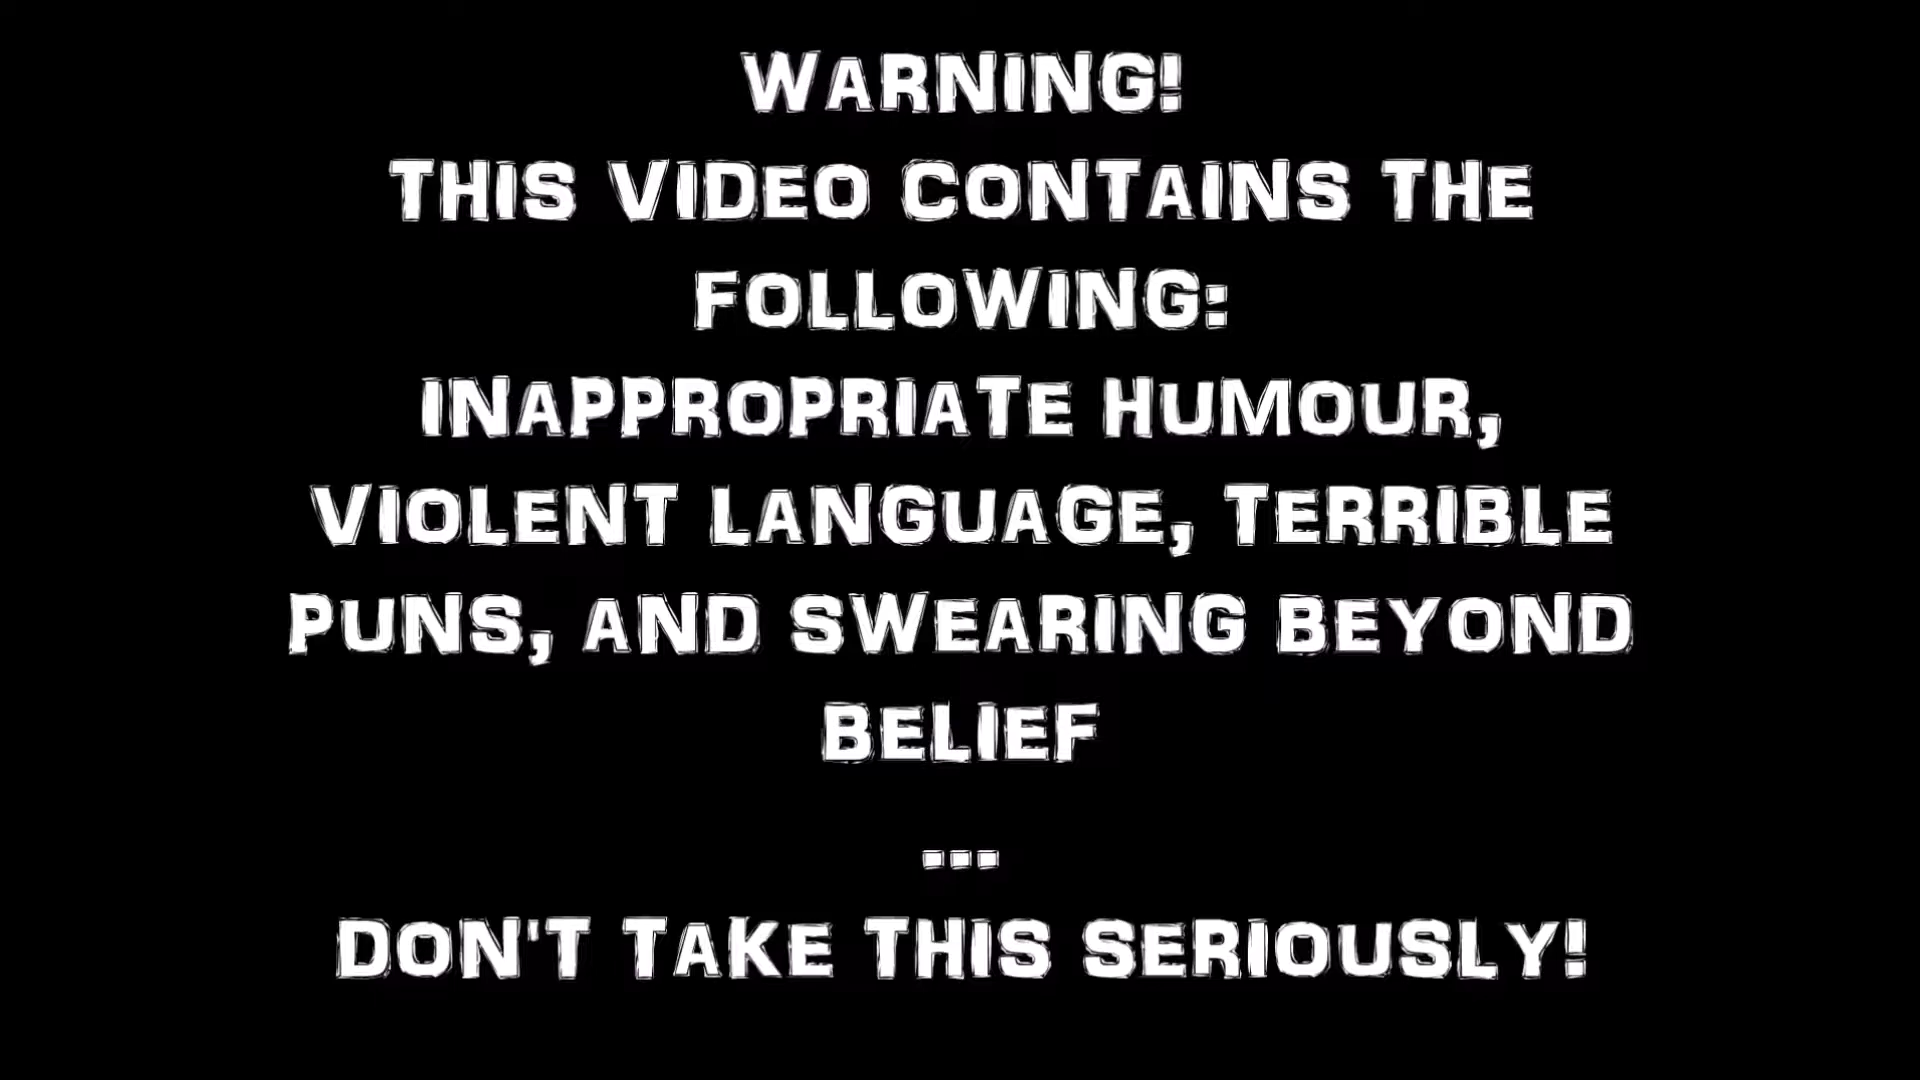 WARNING!
THIS VIDEO CONTAINS THE
FOLLOWING:
INAPPROPRIATE HUMOUR,
VIOLENT LANGUAGE, TERRIBLE
PUNS, AND SWEARING BEYOND
BELIEF
...
DON'T TAKE THIS SERIOUSLY!